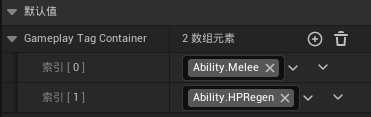 默认值
Gameplay Tag Container 2 数组元素
索引 [ 0 ] Ability.Melee
索引 [ 1 ] Ability.HPRegen